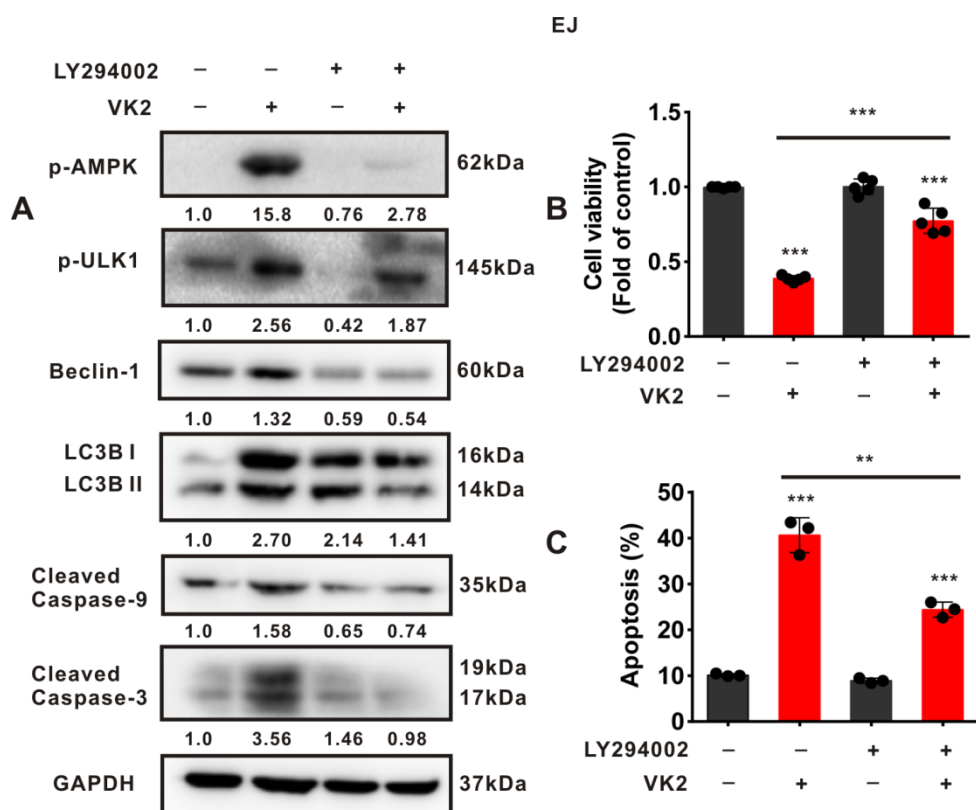 EJ
A
LY294002 – – + +
VK2 – + – +
p-AMPK 62kDa
1.0 15.8 0.76 2.78
p-ULK1 145kDa
1.0 2.56 0.42 1.87
Beclin-1 60kDa
1.0 1.32 0.59 0.54
LC3B I 16kDa
LC3B II 14kDa
1.0 2.70 2.14 1.41
Cleaved
Caspase-9 35kDa
1.0 1.58 0.65 0.74
Cleaved 19kDa
Caspase-3 17kDa
1.0 3.56 1.46 0.98
GAPDH 37kDa
B
Cell viability
(Fold of control)
1.5
1.0
0.5
0.0
***
***
***
LY294002 – – + +
VK2 – + – +
C
Apoptosis (%)
50
40
30
20
10
0
**
***
***
LY294002 – – + +
VK2 – + – +